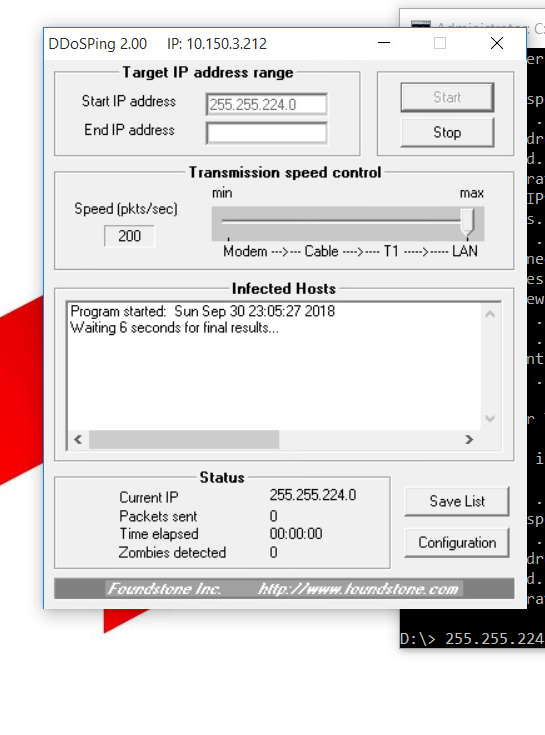 Administrator: C:
DDoSPing 2.00 IP: 10.150.3.212
Target IP address range
Start IP address 255.255.224.0
End IP address
Start
Stop
Transmission speed control
min max
Speed (pkts/sec)
200
Modem --->--- Cable ---->---- T1 ----->----- LAN
Infected Hosts
Program started: Sun Sep 30 23:05:27 2018
Waiting 6 seconds for final results...
Status
Current IP 255.255.224.0
Packets sent 0
Time elapsed 00:00:00
Zombies detected 0
Save List
Configuration
Foundstone Inc. http://www.foundstone.com
D:\> 255.255.224